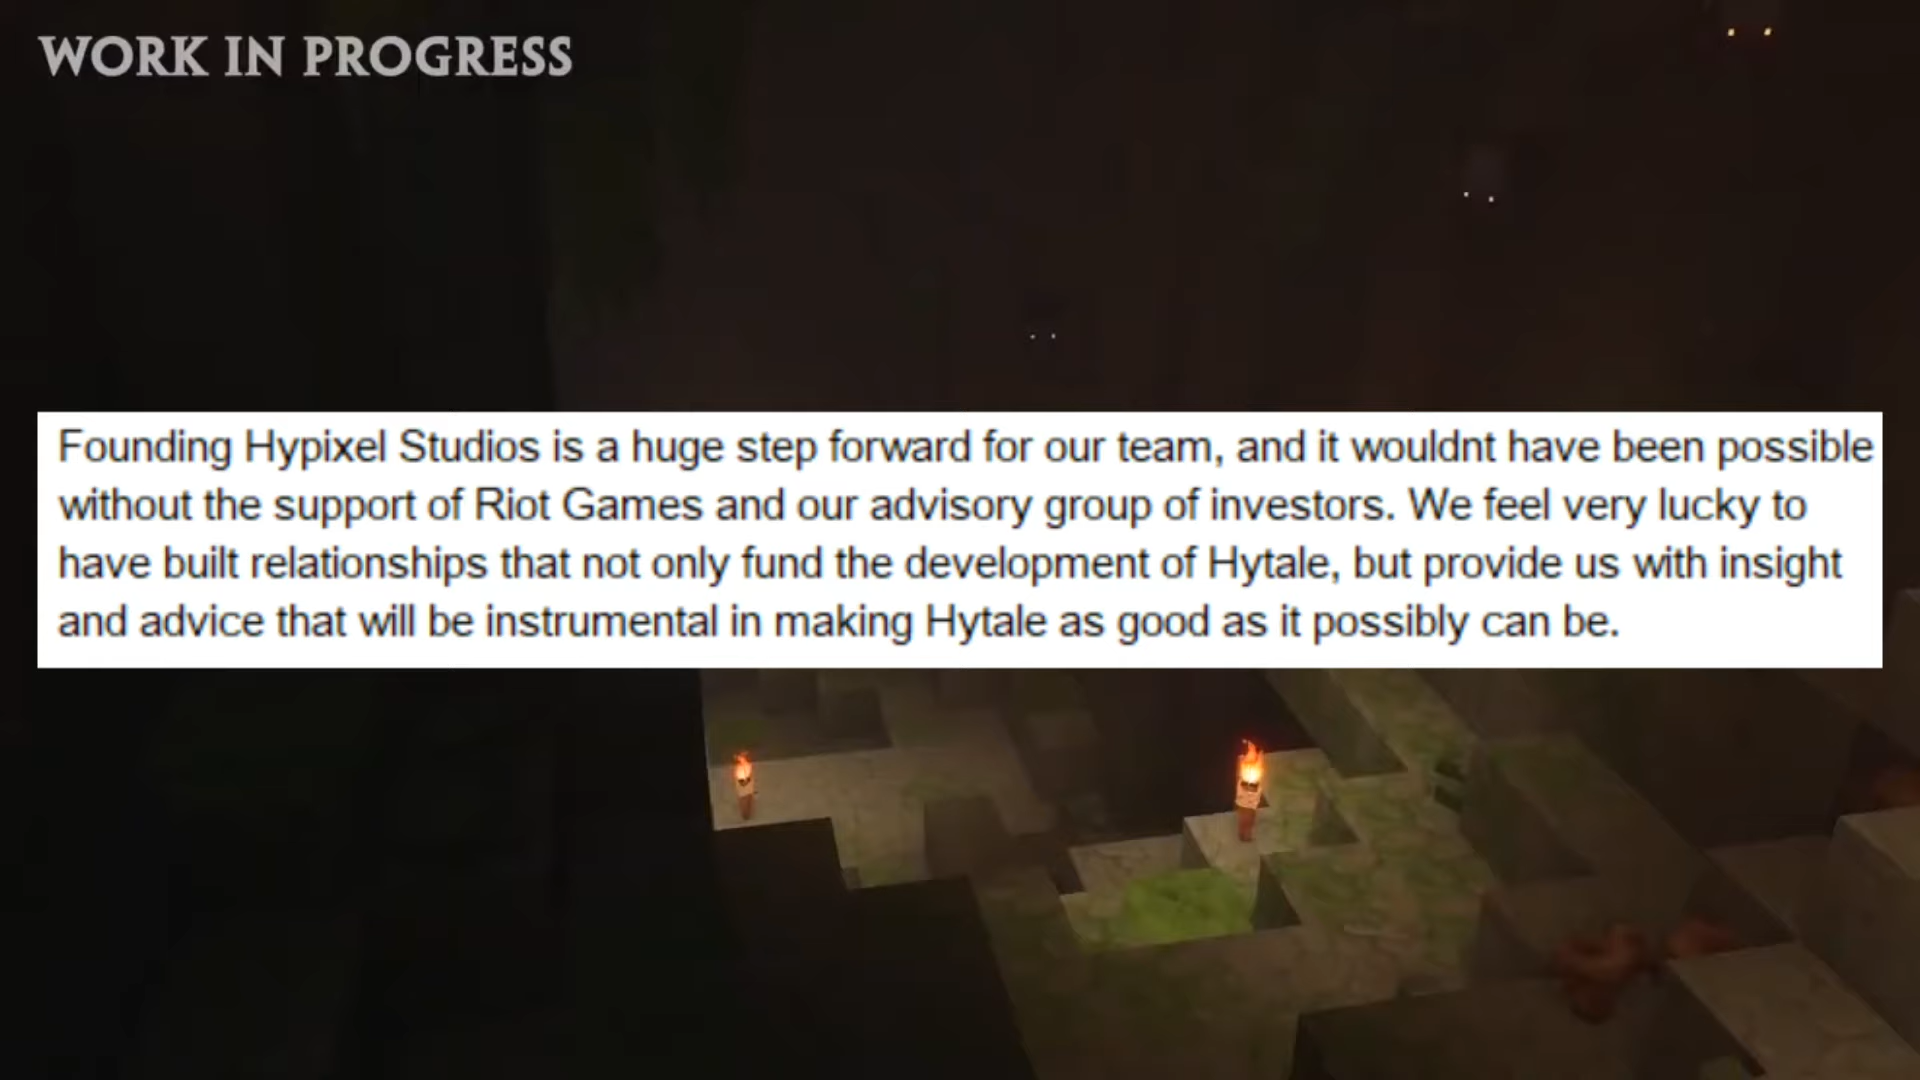 WORK IN PROGRESS
Founding Hypixel Studios is a huge step forward for our team, and it wouldnt have been possible
without the support of Riot Games and our advisory group of investors. We feel very lucky to
have built relationships that not only fund the development of Hytale, but provide us with insight
and advice that will be instrumental in making Hytale as good as it possibly can be.